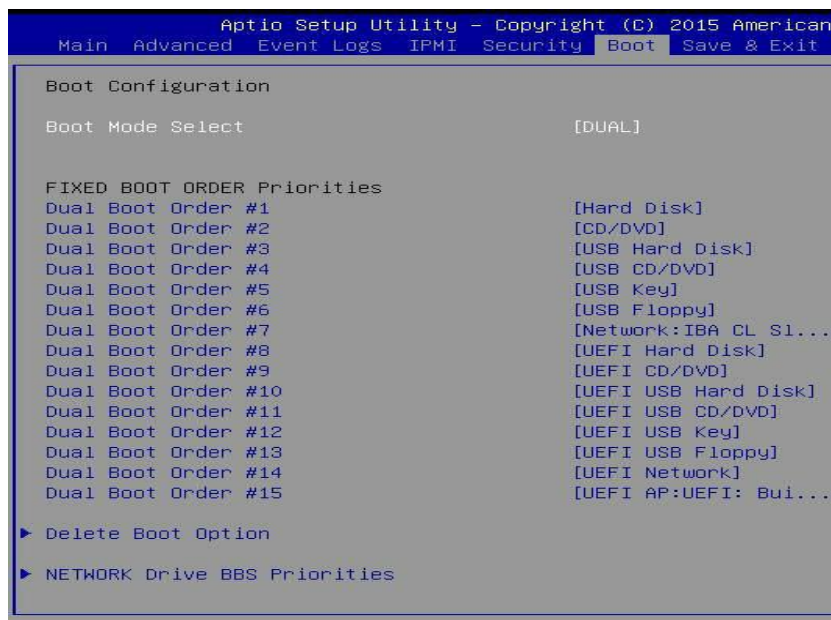 Aptio Setup Utility – Copyright (C) 2015 American
Main Advanced Event Logs IPMI Security Boot Save & Exit
Boot Configuration
Boot Mode Select [DUAL]
FIXED BOOT ORDER Priorities
Dual Boot Order #1 [Hard Disk]
Dual Boot Order #2 [CD/DVD]
Dual Boot Order #3 [USB Hard Disk]
Dual Boot Order #4 [USB CD/DVD]
Dual Boot Order #5 [USB Key]
Dual Boot Order #6 [USB Floppy]
Dual Boot Order #7 [Network:IBA CL Sl...
Dual Boot Order #8 [UEFI Hard Disk]
Dual Boot Order #9 [UEFI CD/DVD]
Dual Boot Order #10 [UEFI USB Hard Disk]
Dual Boot Order #11 [UEFI USB CD/DVD]
Dual Boot Order #12 [UEFI USB Key]
Dual Boot Order #13 [UEFI USB Floppy]
Dual Boot Order #14 [UEFI Network]
Dual Boot Order #15 [UEFI AP:UEFI: Bui...
Delete Boot Option
NETWORK Drive BBS Priorities